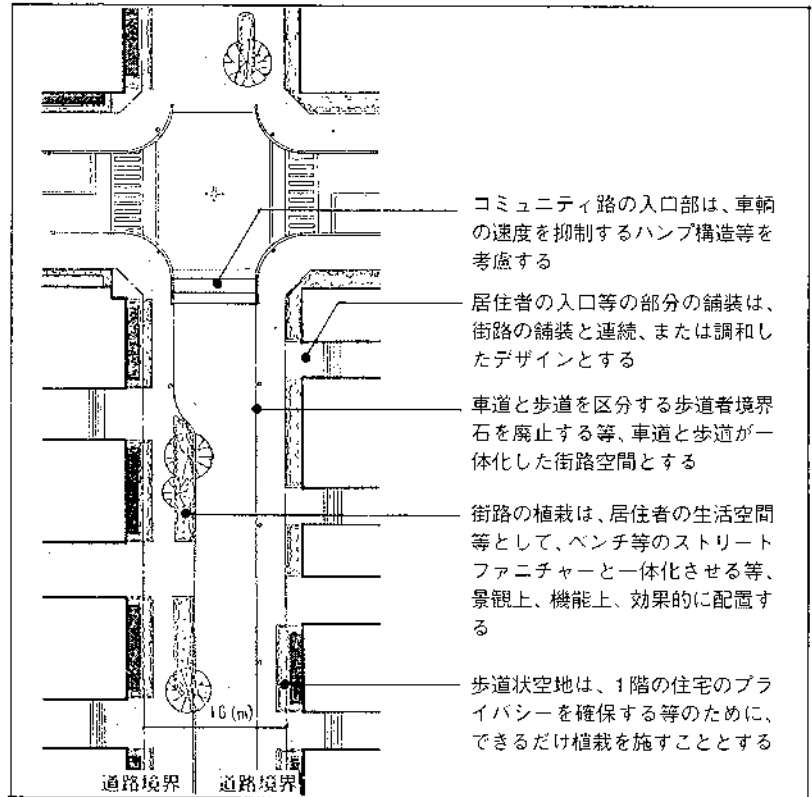 コミュニティ路の入口部は、車輌
の速度を抑制するハンプ構造等を
考慮する
居住者の入口等の部分の舗装は、
街路の舗装と連続、または調和し
たデザインとする
車道と歩道を区分する歩道者境界
石を廃止する等、車道と歩道が一
体化した街路空間とする
街路の植栽は、居住者の生活空間
等として、ベンチ等のストリート
ファニチャーと一体化させる等、
景観上、機能上、効果的に配置す
る
歩道状空地は、1階の住宅のプラ
イバシーを確保する等のために、
できるだけ植栽を施すこととする
16 (m)
道路境界 道路境界